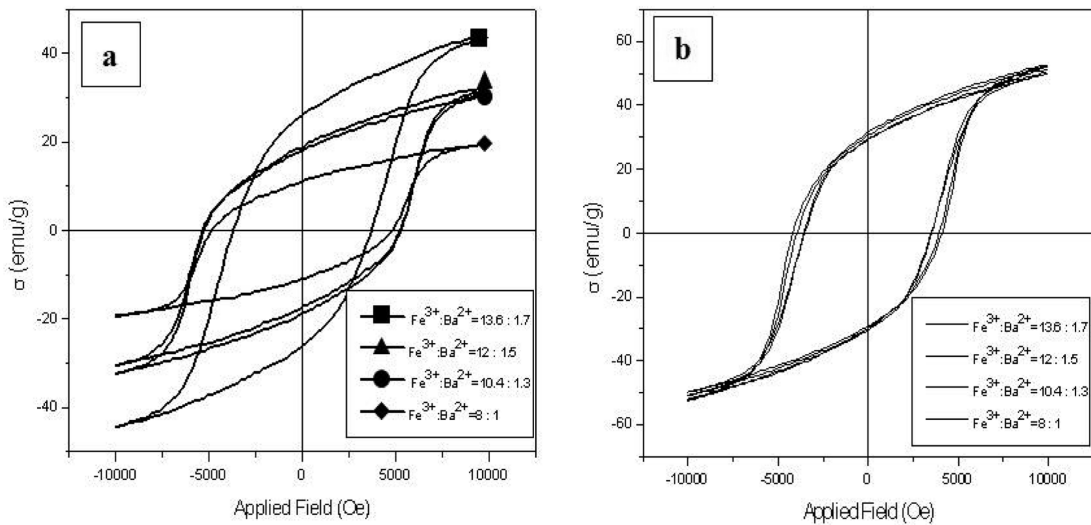 a
40
20
0
-20
-40
σ (emu/g)
Fe3+:Ba2+=13.6 : 1.7
Fe3+:Ba2+=12 : 1.5
Fe3+:Ba2+=10.4 : 1.3
Fe3+:Ba2+=8 : 1
-10000 -5000 0 5000 10000
Applied Field (Oe)
b
60
40
20
0
-20
-40
-60
σ (emu/g)
Fe3+:Ba2+=13.6 : 1.7
Fe3+:Ba2+=12 : 1.5
Fe3+:Ba2+=10.4 : 1.3
Fe3+:Ba2+=8 : 1
-10000 -5000 0 5000 10000
Applied Field (Oe)